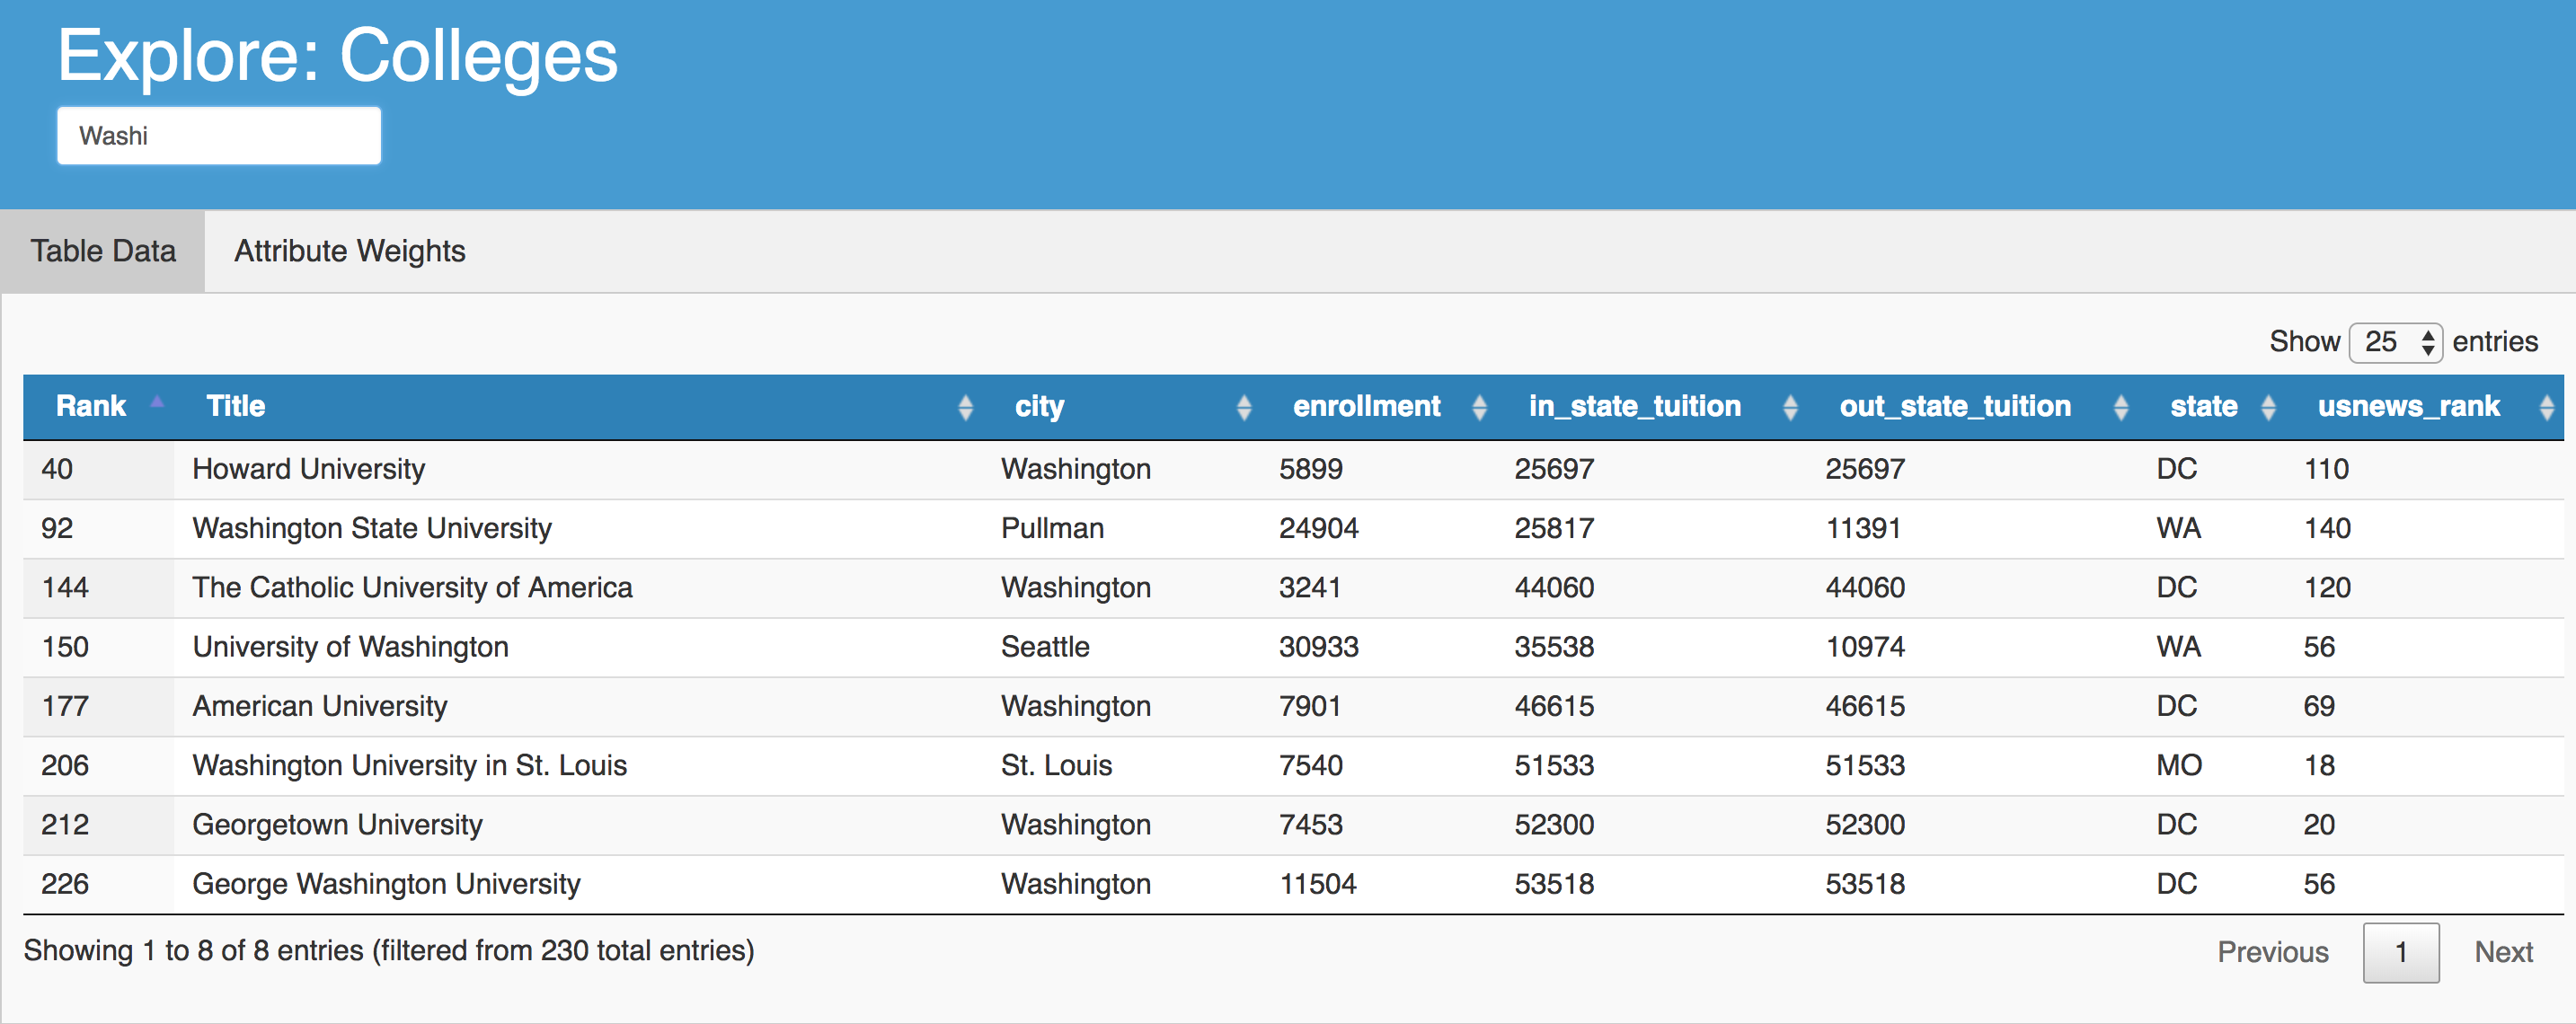 Explore: Colleges
Washi
Table Data Attribute Weights
Show 25 entries
Rank Title city enrollment in_state_tuition out_state_tuition state usnews_rank
40 Howard University Washington 5899 25697 25697 DC 110
92 Washington State University Pullman 24904 25817 11391 WA 140
144 The Catholic University of America Washington 3241 44060 44060 DC 120
150 University of Washington Seattle 30933 35538 10974 WA 56
177 American University Washington 7901 46615 46615 DC 69
206 Washington University in St. Louis St. Louis 7540 51533 51533 MO 18
212 Georgetown University Washington 7453 52300 52300 DC 20
226 George Washington University Washington 11504 53518 53518 DC 56
Showing 1 to 8 of 8 entries (filtered from 230 total entries)
Previous 1 Next